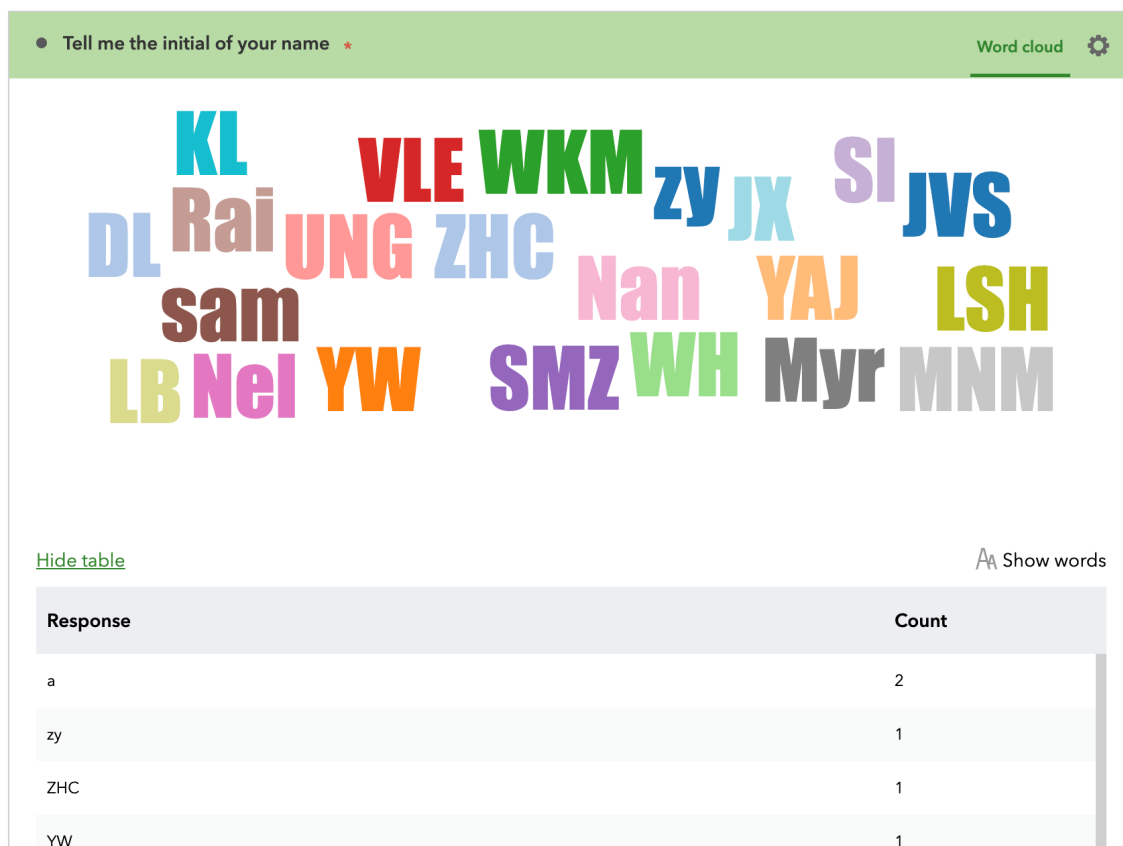 Tell me the initial of your name *
Word cloud
KL
VLE WKM zy JX SI JVS
DL Rai UNG ZHC
sam Nan YAJ LSH
LB Nel YW SMZ WH Myr MNM
Hide table
AA Show words
Response Count
a 2
zy 1
ZHC 1
YW 1